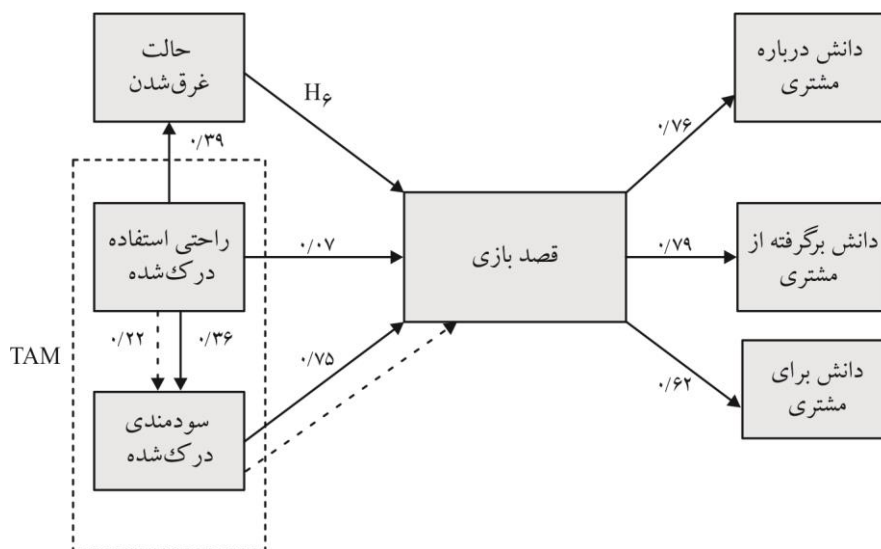 حالت
غرق‌شدن
دانش درباره
مشتری
H۶
۰/۷۶
۰/۳۹
راحتی استفاده
درک‌شده
۰/۰۷
قصد بازی
۰/۷۹
دانش برگرفته از
مشتری
۰/۲۲
۰/۳۶
TAM
۰/۷۵
۰/۶۲
دانش برای
مشتری
سودمندی
درک‌شده